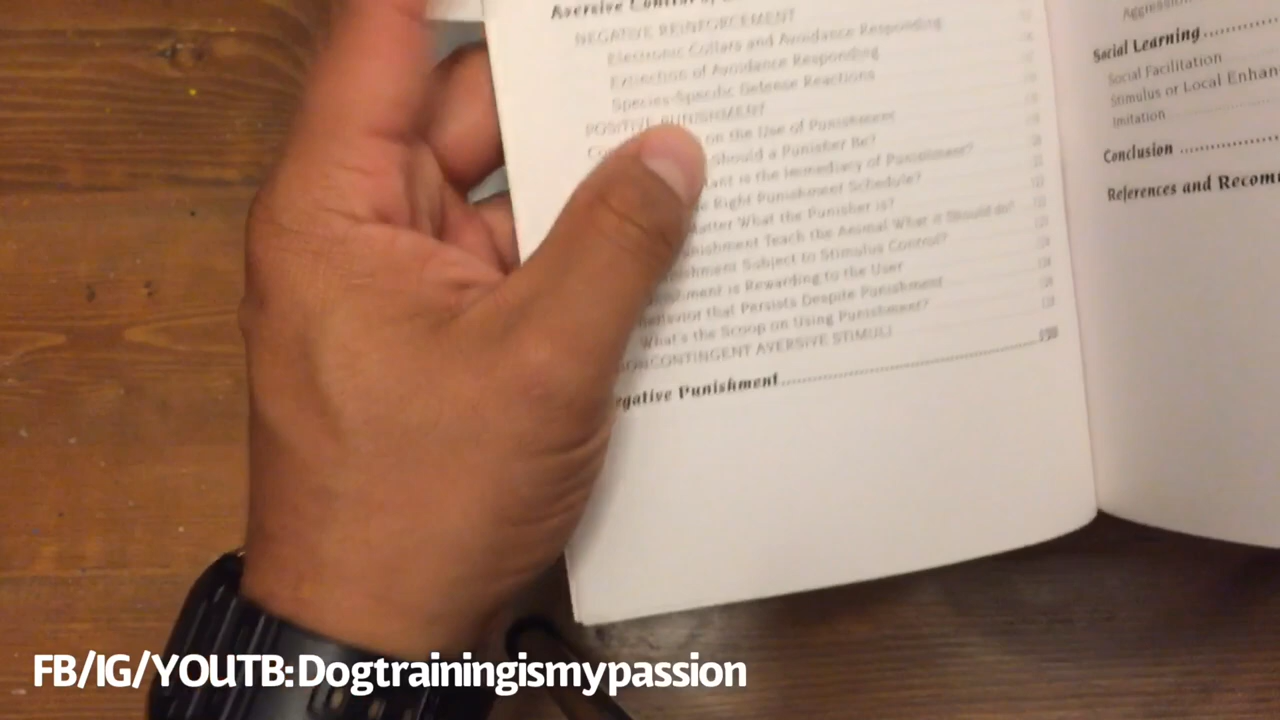 Aversive Control
NEGATIVE REINFORCEMENT
Electronic Collars and Avoidance Responding
Extinction of Avoidance Responding
Species-Specific Defense Reactions
POSITIVE PUNISHMENT
on the Use of Punishment
Should a Punisher Be?
is the Immediacy of Punishment?
Right Punishment Schedule?
Matter What the Punisher is?
Punishment Teach the Animal What it Should do?
Punishment Subject to Stimulus Control?
is Rewarding to the User
Behavior that Persists Despite Punishment
What's the Scoop on Using Punishment?
NONCONTINGENT AVERSIVE STIMULI
egative Punishment
Social Learning
Social Facilitation
Stimulus or Local Enhan
Imitation
Conclusion
References and Recom
FB/IG/YOUTB:Dogtrainingismypassion